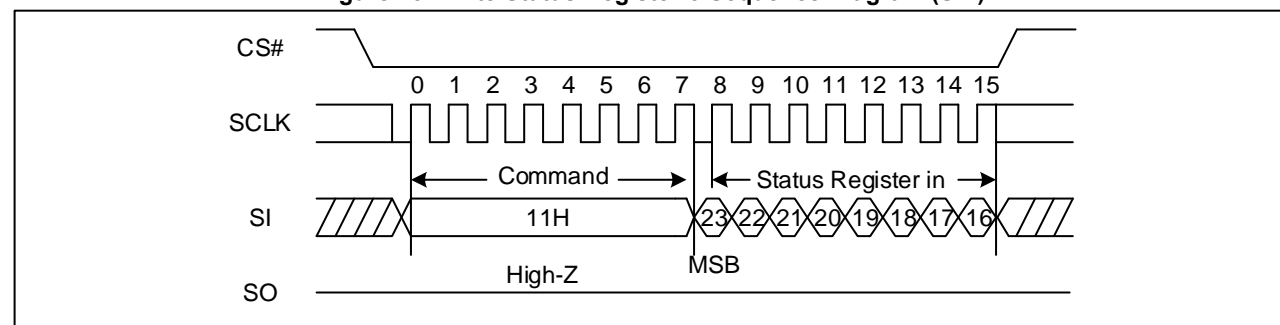 CS#
0 1 2 3 4 5 6 7 8 9 10 11 12 13 14 15
SCLK
Command Status Register in
SI 11H 23 22 21 20 19 18 17 16
MSB
High-Z
SO